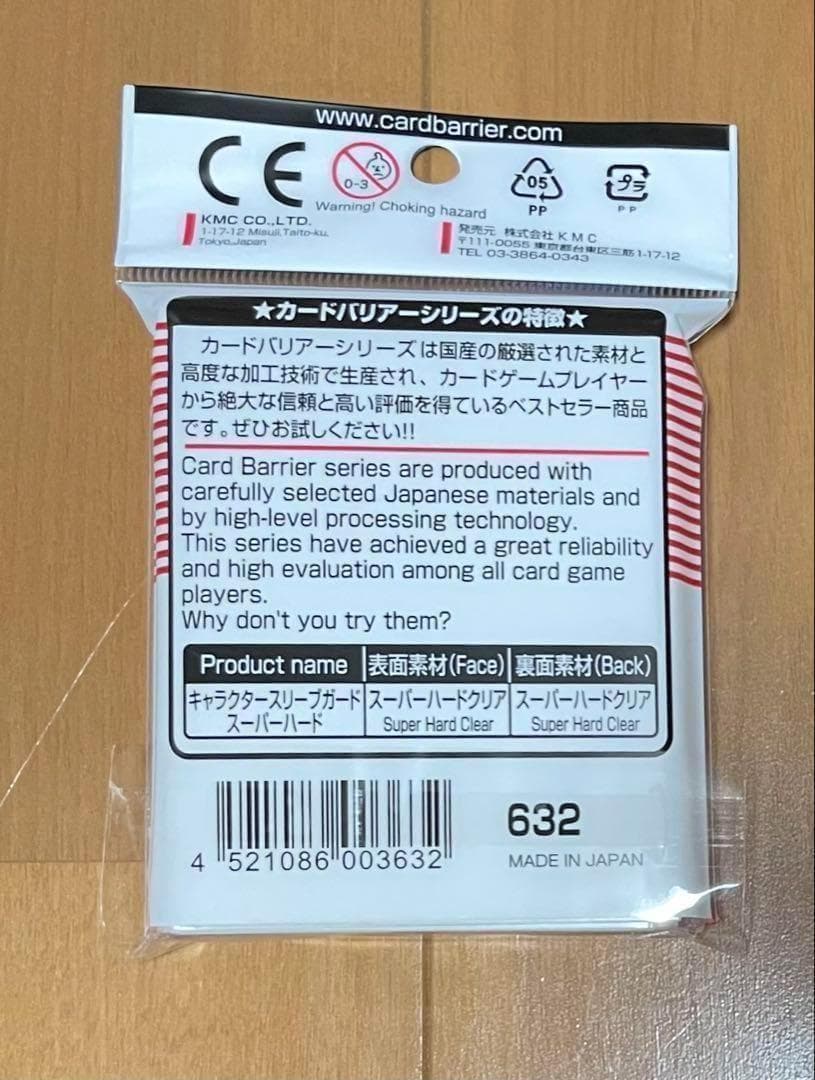 www.cardbarrier.com
CE
0-3
Warning! Choking hazard
05
PP
プラ
PP
KMC CO.,LTD.
1-17-12 Misuji,Taito-ku,
Tokyo,Japan
発売元 株式会社KMC
〒111-0055 東京都台東区三筋1-17-12
TEL 03-3864-0343
★カードバリアーシリーズの特徴★
カードバリアーシリーズは国産の厳選された素材と
高度な加工技術で生産され、カードゲームプレイヤー
から絶大な信頼と高い評価を得ているベストセラー商品
です。ぜひお試しください!!
Card Barrier series are produced with
carefully selected Japanese materials and
by high-level processing technology.
This series have achieved a great reliability
and high evaluation among all card game
players.
Why don't you try them?
Product name 表面素材(Face) 裏面素材(Back)
キャラクタースリーブガード スーパーハードクリア スーパーハードクリア
スーパーハード Super Hard Clear Super Hard Clear
4 521086 003632
632
MADE IN JAPAN